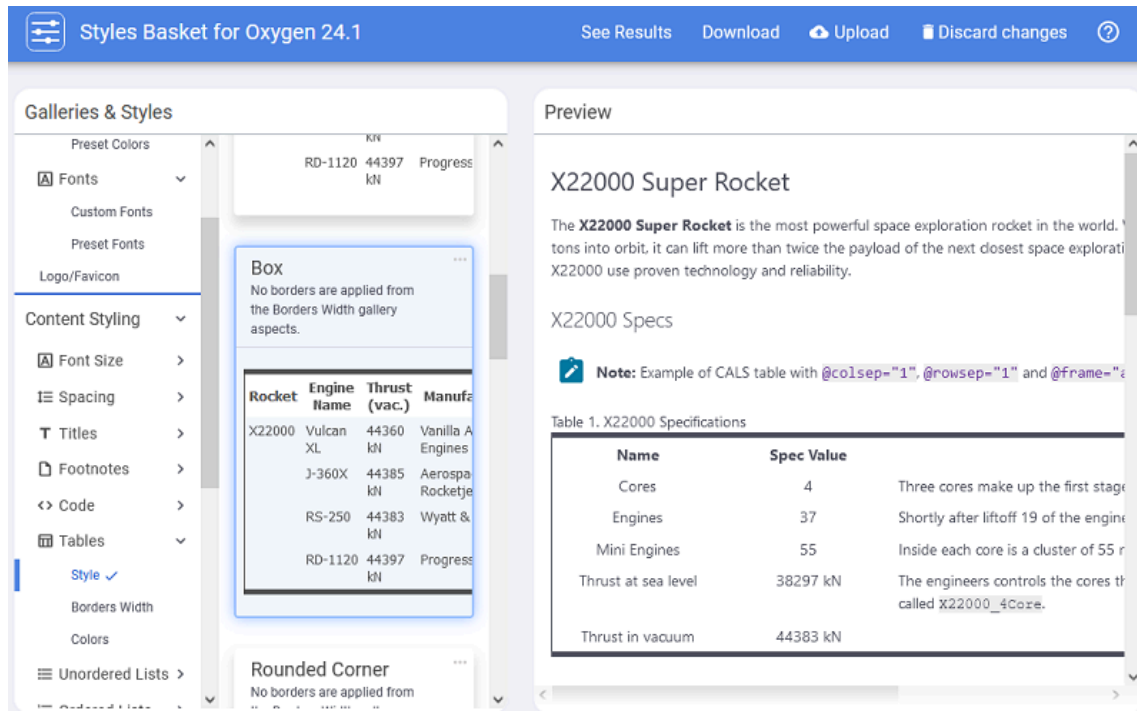 Styles Basket for Oxygen 24.1
See Results Download Upload Discard changes
Galleries & Styles
Preset Colors
Fonts
Custom Fonts
Preset Fonts
Logo/Favicon
Content Styling
Font Size
Spacing
Titles
Footnotes
Code
Tables
Style
Borders Width
Colors
Unordered Lists
kN
RD-1120 44397 Progress
kN
Box
No borders are applied from
the Borders Width gallery
aspects.
Rocket Engine Name Thrust (vac.) Manufa
X22000 Vulcan XL 44360 kN Vanilla A Engines
J-360X 44385 kN Aerospa Rocketje
RS-250 44383 kN Wyatt &
RD-1120 44397 kN Progress
Rounded Corner
No borders are applied from
Preview
X22000 Super Rocket
The X22000 Super Rocket is the most powerful space exploration rocket in the world.
tons into orbit, it can lift more than twice the payload of the next closest space explorati
X22000 use proven technology and reliability.
X22000 Specs
Note: Example of CALS table with @colsep="1", @rowsep="1" and @frame="a
Table 1. X22000 Specifications
Name Spec Value
Cores 4 Three cores make up the first stage
Engines 37 Shortly after liftoff 19 of the engine
Mini Engines 55 Inside each core is a cluster of 55 r
Thrust at sea level 38297 kN The engineers controls the cores th
called X22000_4Core.
Thrust in vacuum 44383 kN